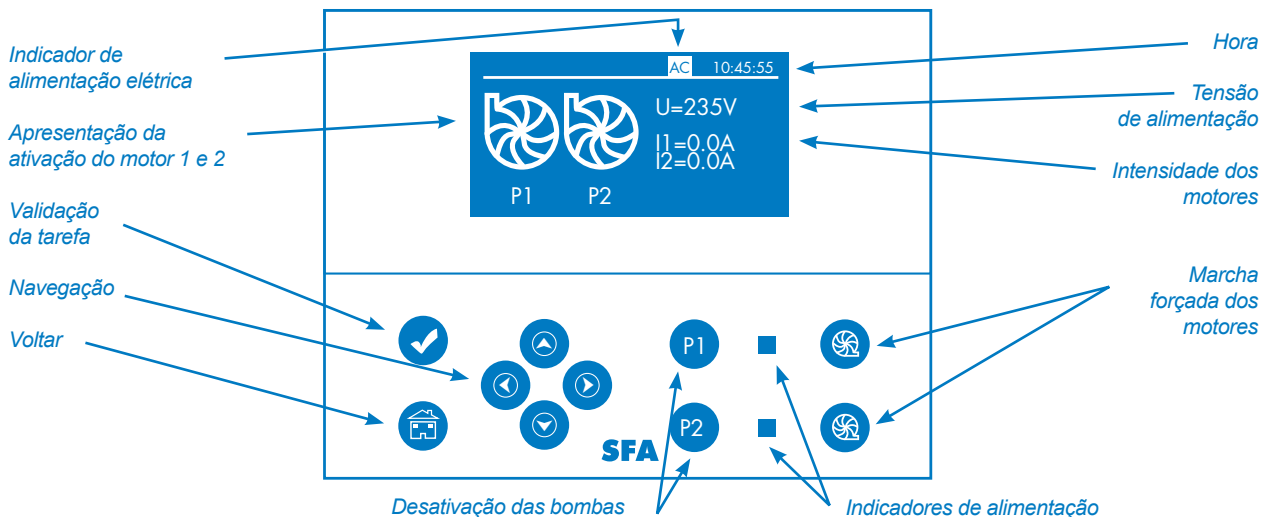 Indicador de
alimentação elétrica
Apresentação da
ativação do motor 1 e 2
Validação
da tarefa
Navegação
Voltar
AC 10:45:55
U=235V
I1=0.0A
I2=0.0A
P1 P2
Hora
Tensão
de alimentação
Intensidade dos
motores
Marcha
forçada dos
motores
P1
P2
SFA
Desativação das bombas
Indicadores de alimentação